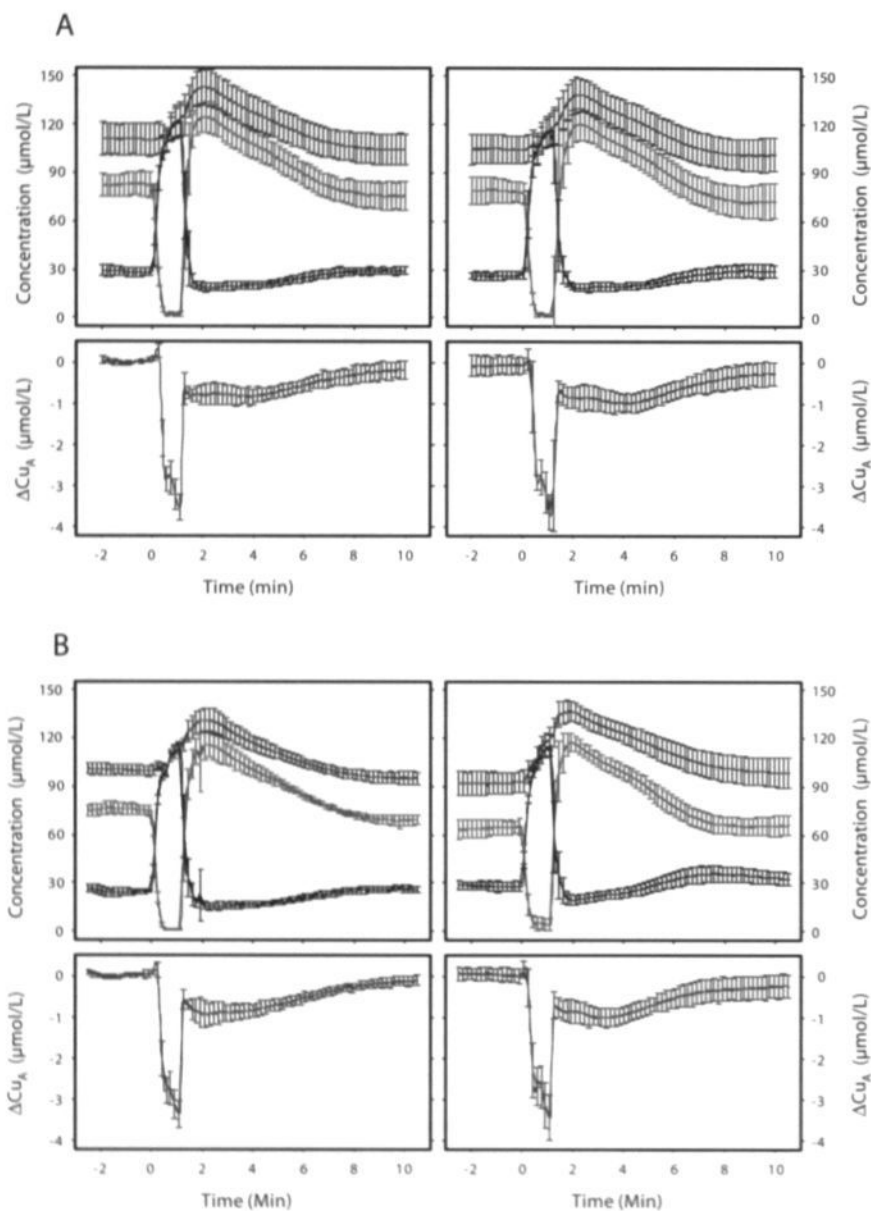 A
150 120 90 60 30 0
Concentration (µmol/L)
150 120 90 60 30 0
Concentration (µmol/L)
0 -1 -2 -3 -4
ΔCuA (µmol/L)
0 -1 -2 -3 -4
ΔCuA (µmol/L)
-2 0 2 4 6 8 10
-2 0 2 4 6 8 10
Time (min)
Time (min)
B
150 120 90 60 30 0
Concentration (µmol/L)
150 120 90 60 30 0
Concentration (µmol/L)
0 -1 -2 -3 -4
ΔCuA (µmol/L)
0 -1 -2 -3 -4
ΔCuA (µmol/L)
-2 0 2 4 6 8 10
-2 0 2 4 6 8 10
Time (Min)
Time (Min)